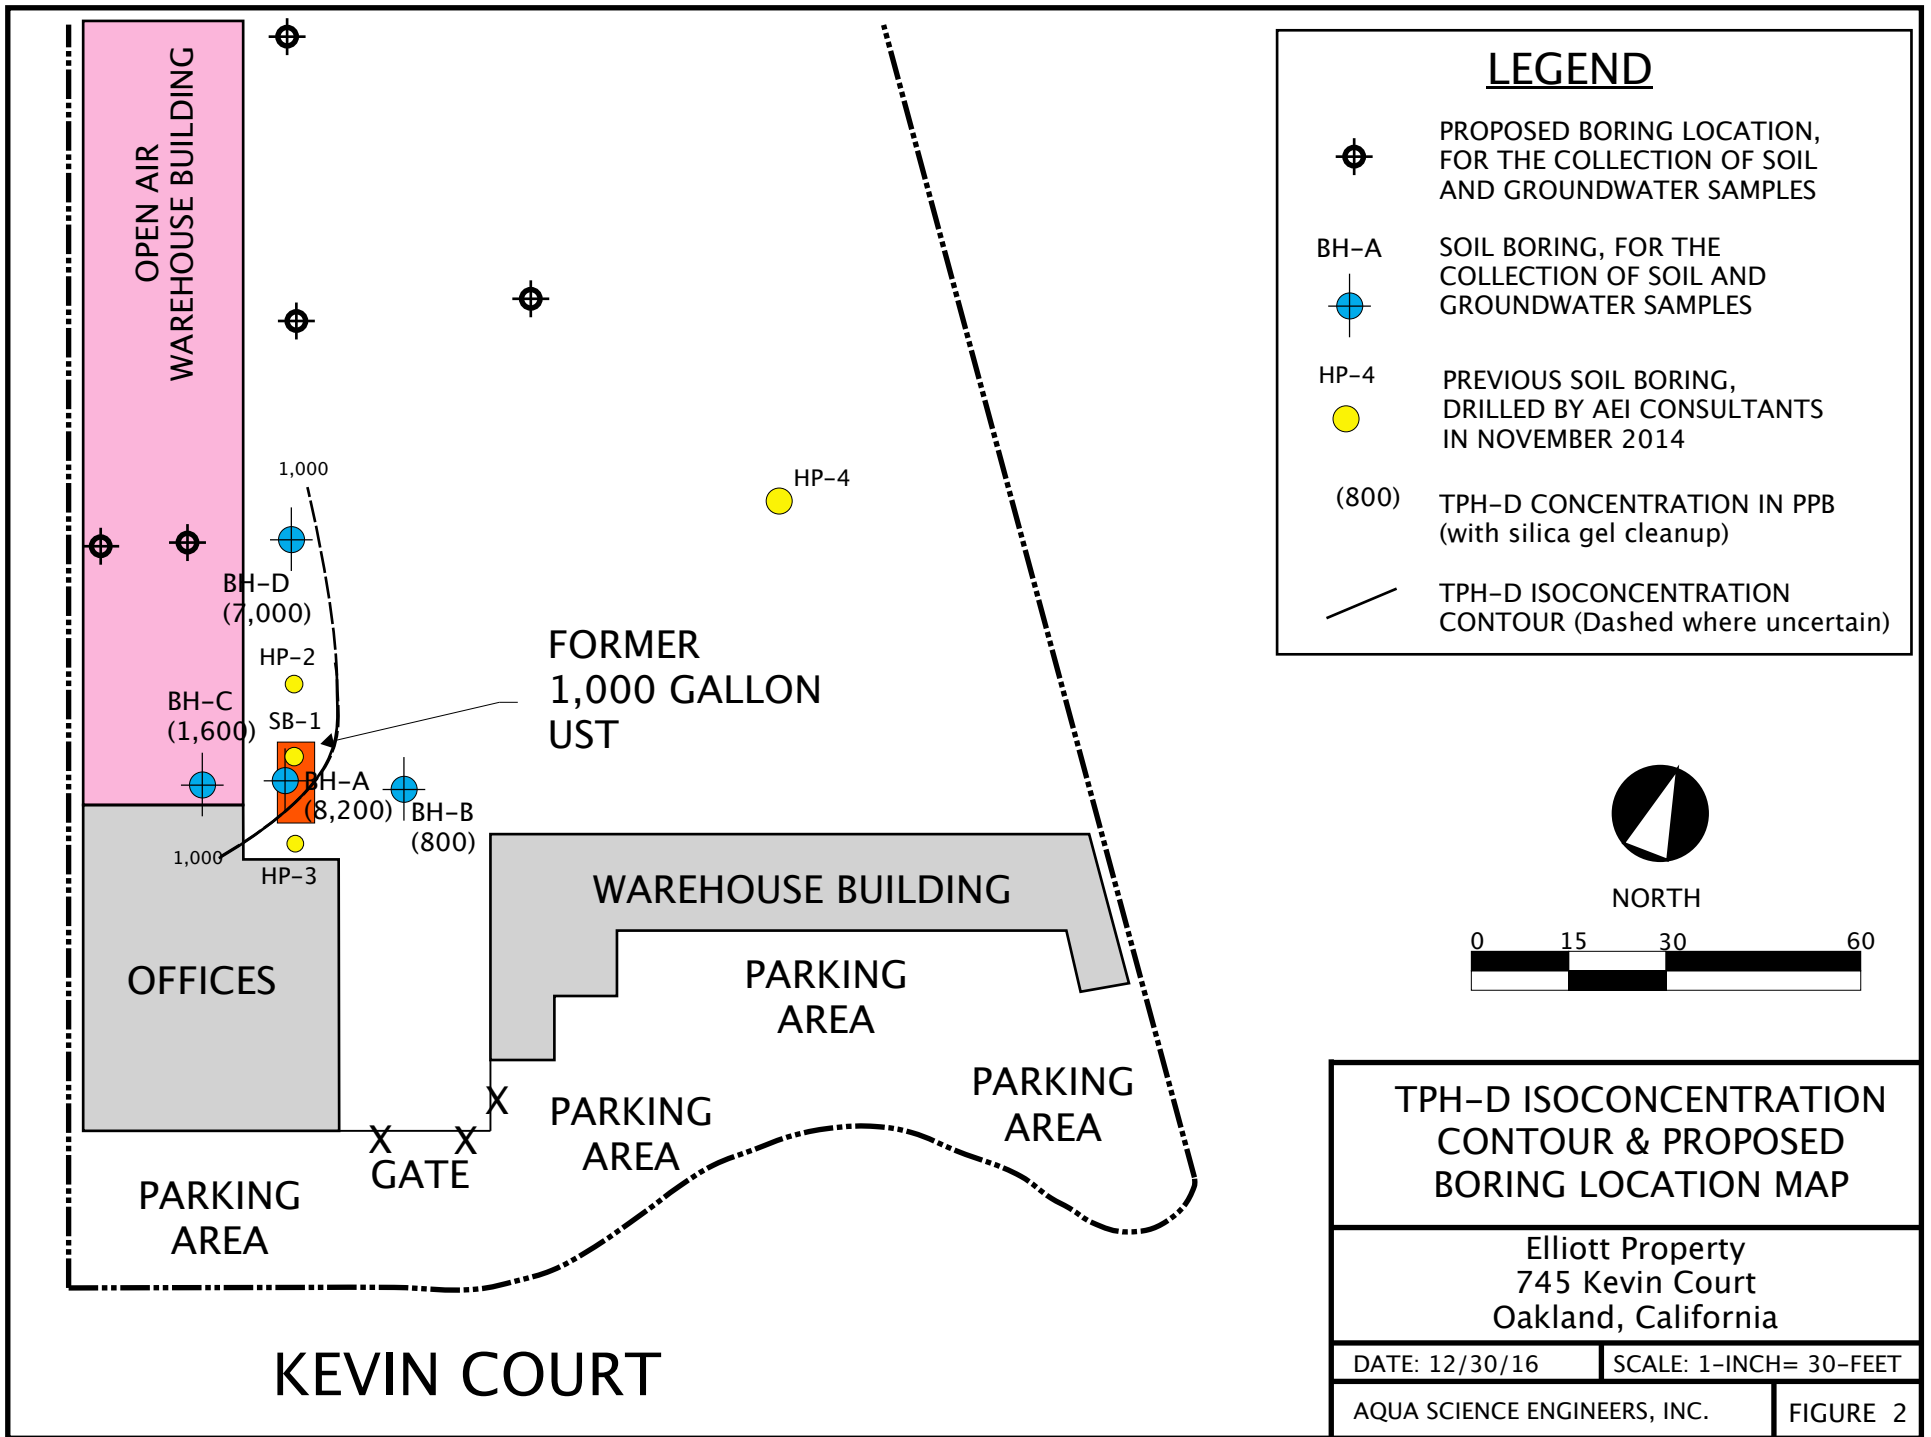 OPEN AIR
WAREHOUSE BUILDING
1,000
HP-4
BH-D
(7,000)
HP-2
BH-C
(1,600)
SB-1
FORMER
1,000 GALLON
UST
BH-A
(8,200)
BH-B
(800)
1,000
HP-3
OFFICES
WAREHOUSE BUILDING
PARKING
AREA
PARKING
AREA
PARKING
AREA
X
X
X
GATE
PARKING
AREA
KEVIN COURT
LEGEND
PROPOSED BORING LOCATION,
FOR THE COLLECTION OF SOIL
AND GROUNDWATER SAMPLES
BH-A
SOIL BORING, FOR THE
COLLECTION OF SOIL AND
GROUNDWATER SAMPLES
HP-4
PREVIOUS SOIL BORING,
DRILLED BY AEI CONSULTANTS
IN NOVEMBER 2014
(800)
TPH-D CONCENTRATION IN PPB
(with silica gel cleanup)
TPH-D ISOCONCENTRATION
CONTOUR (Dashed where uncertain)
NORTH
0 15 30 60
TPH-D ISOCONCENTRATION
CONTOUR & PROPOSED
BORING LOCATION MAP
Elliott Property
745 Kevin Court
Oakland, California
DATE: 12/30/16
SCALE: 1-INCH= 30-FEET
AQUA SCIENCE ENGINEERS, INC.
FIGURE 2